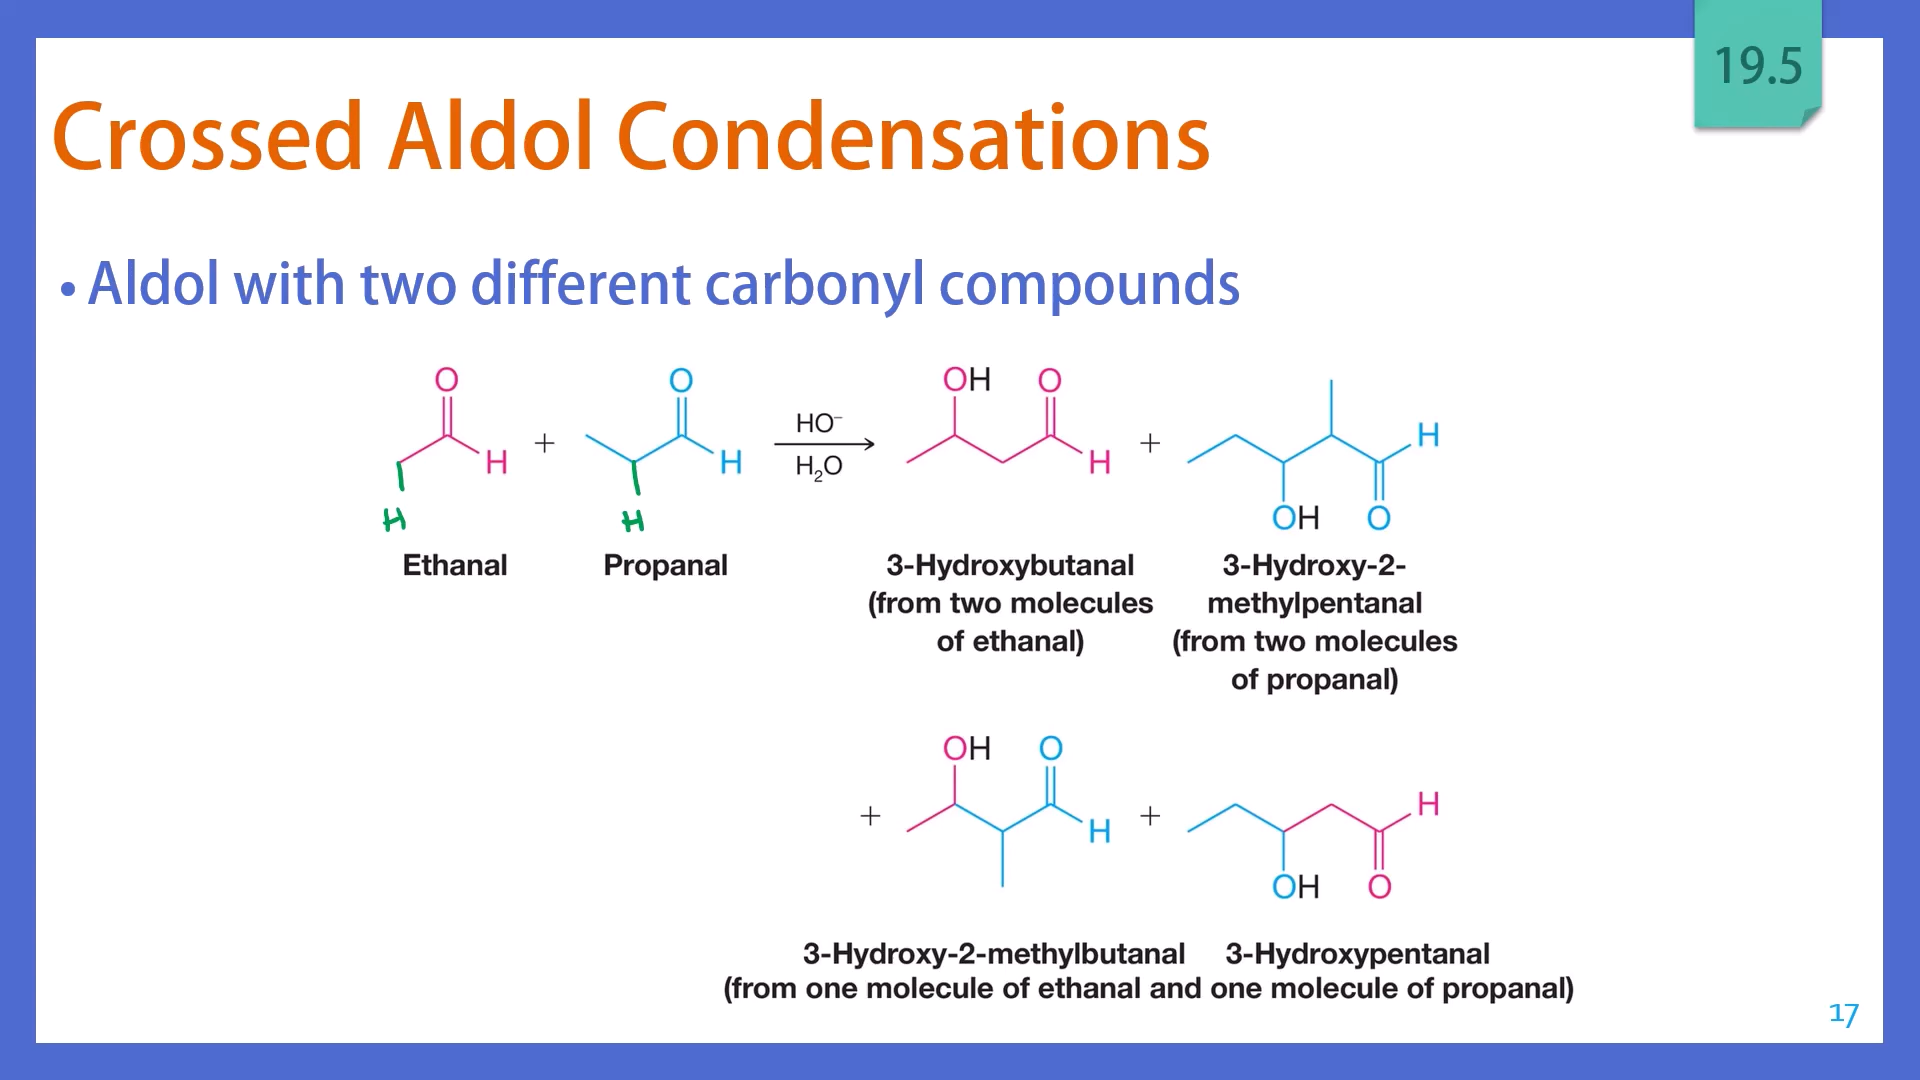 19.5
Crossed Aldol Condensations
• Aldol with two different carbonyl compounds
O + O HO⁻ OH O + H
H H H₂O H OH O
H H
Ethanal Propanal 3-Hydroxybutanal 3-Hydroxy-2-
(from two molecules methylpentanal
of ethanal) (from two molecules
of propanal)
+ OH O + H
H OH O
3-Hydroxy-2-methylbutanal 3-Hydroxypentanal
(from one molecule of ethanal and one molecule of propanal)
17